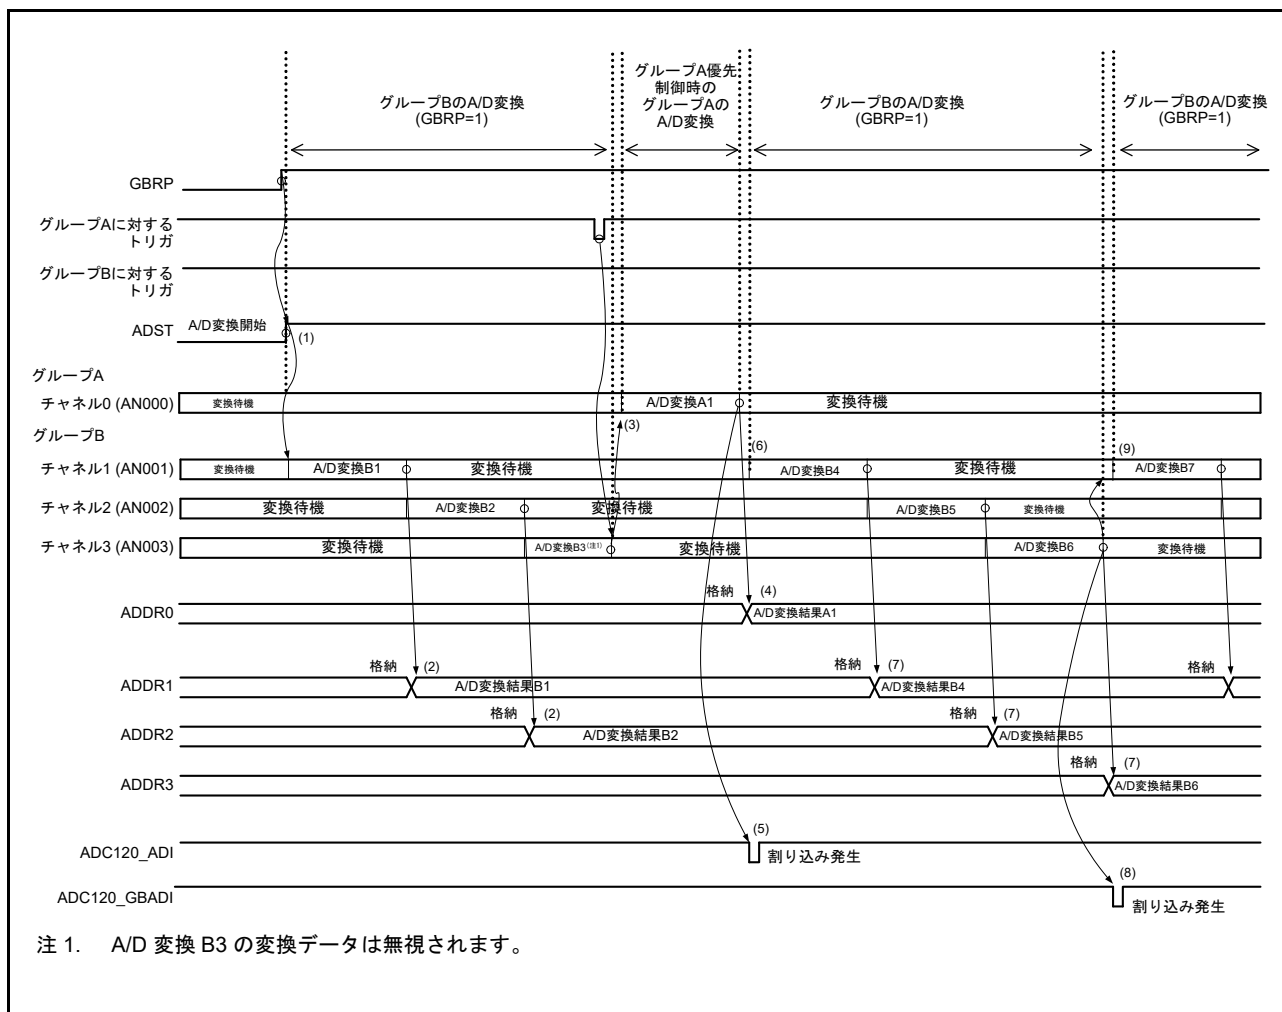 グループA優先
制御時の
グループAの
A/D変換
グループBのA/D変換
(GBRP=1)
グループBのA/D変換
(GBRP=1)
グループBのA/D変換
(GBRP=1)
GBRP
グループAに対する
トリガ
グループBに対する
トリガ
ADST
A/D変換開始
(1)
グループA
チャネル0 (AN000)
変換待機
A/D変換A1
変換待機
(3)
グループB
(6)
(9)
チャネル1 (AN001)
変換待機
A/D変換B1
変換待機
A/D変換B4
変換待機
A/D変換B7
チャネル2 (AN002)
変換待機
A/D変換B2
変換待機
A/D変換B5
変換待機
チャネル3 (AN003)
変換待機
A/D変換B3(注1)
変換待機
A/D変換B6
変換待機
ADDR0
格納
(4)
A/D変換結果A1
ADDR1
格納
(2)
A/D変換結果B1
格納
(7)
A/D変換結果B4
格納
ADDR2
格納
(2)
A/D変換結果B2
格納
(7)
A/D変換結果B5
ADDR3
格納
(7)
A/D変換結果B6
ADC120_ADI
(5)
割り込み発生
ADC120_GBADI
(8)
割り込み発生
注 1. A/D 変換 B3 の変換データは無視されます。